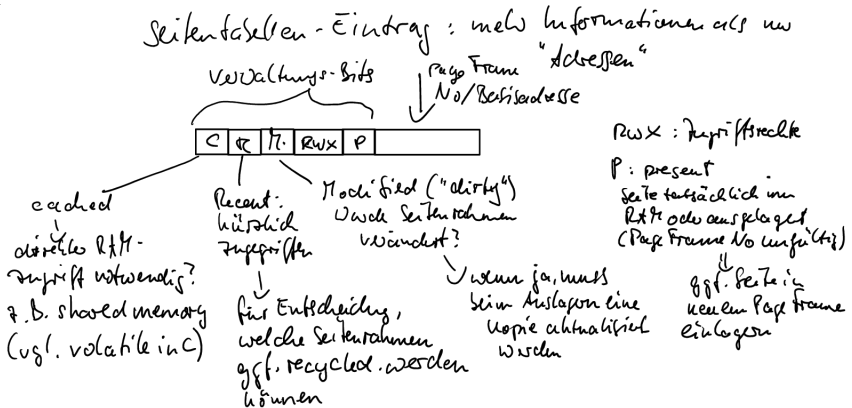 Seitentabellen-Eintrag: mehr Informationen als nur
"Adressen"
Verwaltungs-Bits
Page Frame
No/Basisadresse
C R M. RWX P
RWX: Zugriffsrechte
P: present
Seite tatsächlich im
RAM oder ausgelagert
(Page Frame No ungültig)
ggf. Seite in
neuem Page Frame
einlagern
cached
direkter RAM-
zugriff notwendig?
z.B. shared memory
(vgl. volatile in C)
Recent:
kürzlich
zugegriffen
für Entscheidung,
welche Seitenrahmen
ggf. recycled werden
können
Modified ("dirty")
wurde Seitenrahmen
verändert?
wenn ja, muss
beim Auslagern eine
Kopie aktualisiert
werden